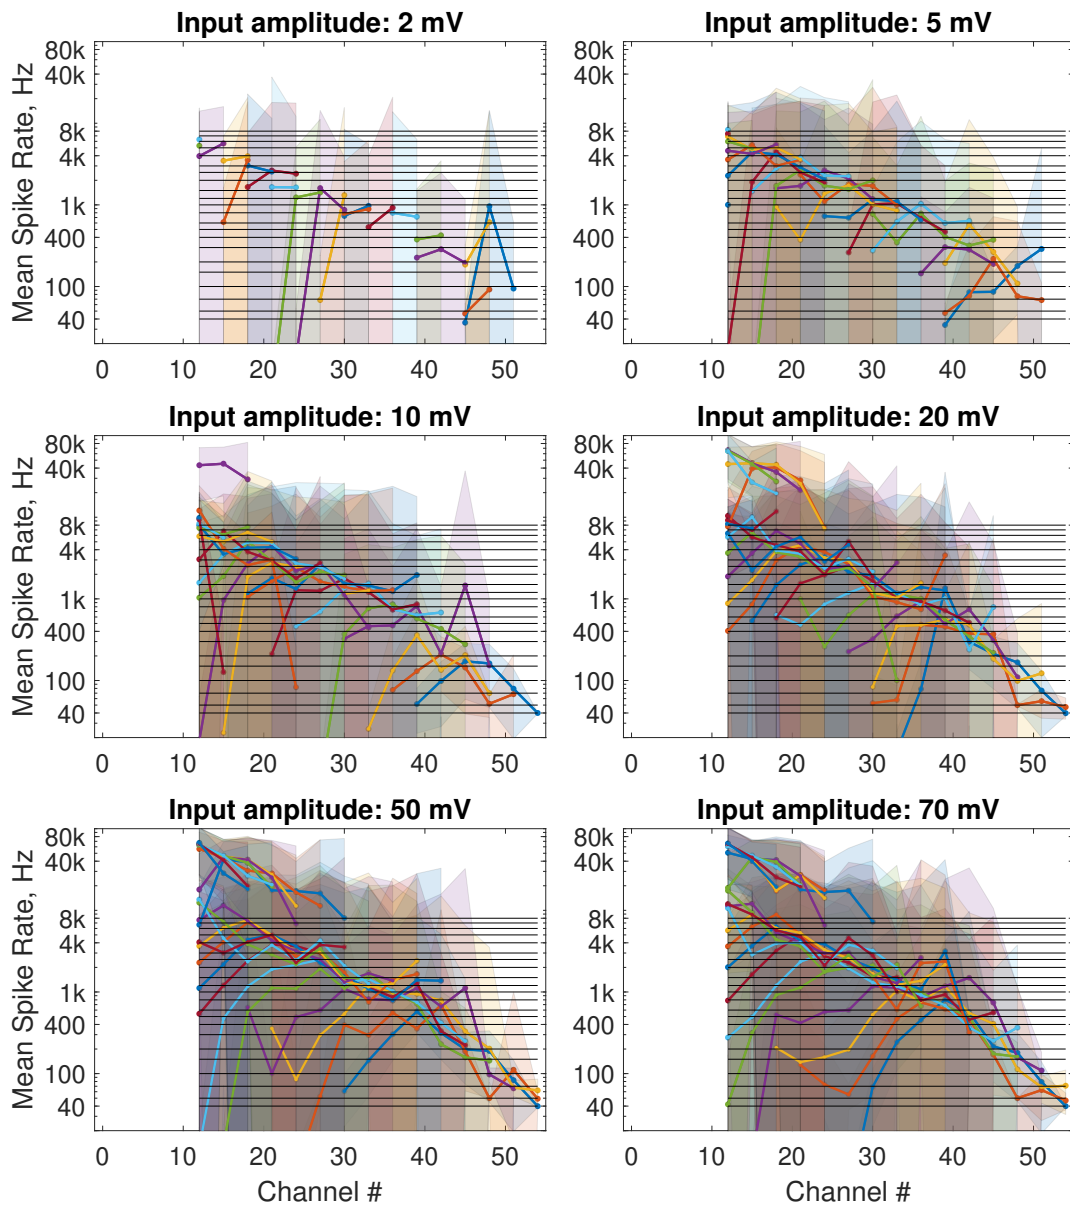 Input amplitude: 2 mV
Input amplitude: 5 mV
Mean Spike Rate, Hz
80k
40k
8k
4k
1k
400
100
40
0 10 20 30 40 50
80k
40k
8k
4k
1k
400
100
40
0 10 20 30 40 50
Input amplitude: 10 mV
Input amplitude: 20 mV
Mean Spike Rate, Hz
80k
40k
8k
4k
1k
400
100
40
0 10 20 30 40 50
80k
40k
8k
4k
1k
400
100
40
0 10 20 30 40 50
Input amplitude: 50 mV
Input amplitude: 70 mV
Mean Spike Rate, Hz
80k
40k
8k
4k
1k
400
100
40
0 10 20 30 40 50
Channel #
80k
40k
8k
4k
1k
400
100
40
0 10 20 30 40 50
Channel #